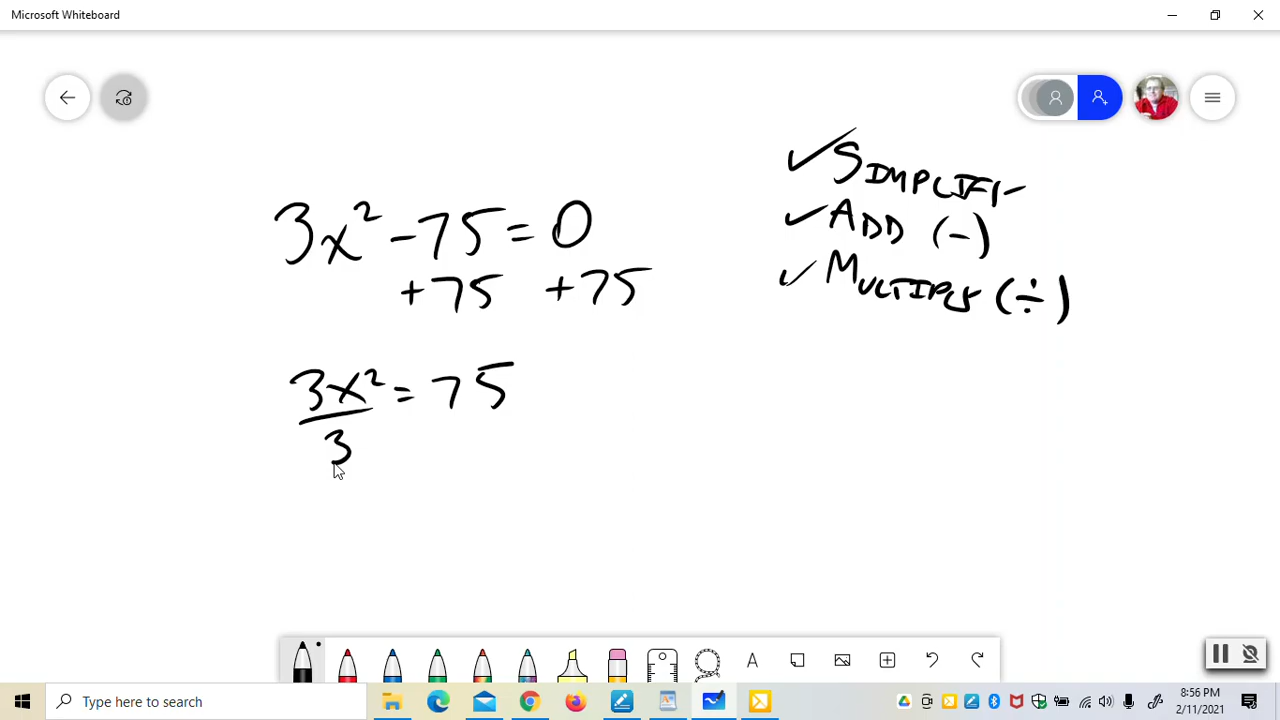 Microsoft Whiteboard
3x² - 75 = 0
+75 +75
3x² = 75
3
✓ SIMPLIFY
✓ ADD (-)
✓ MULTIPLY (÷)
A
Type here to search
8:56 PM
2/11/2021